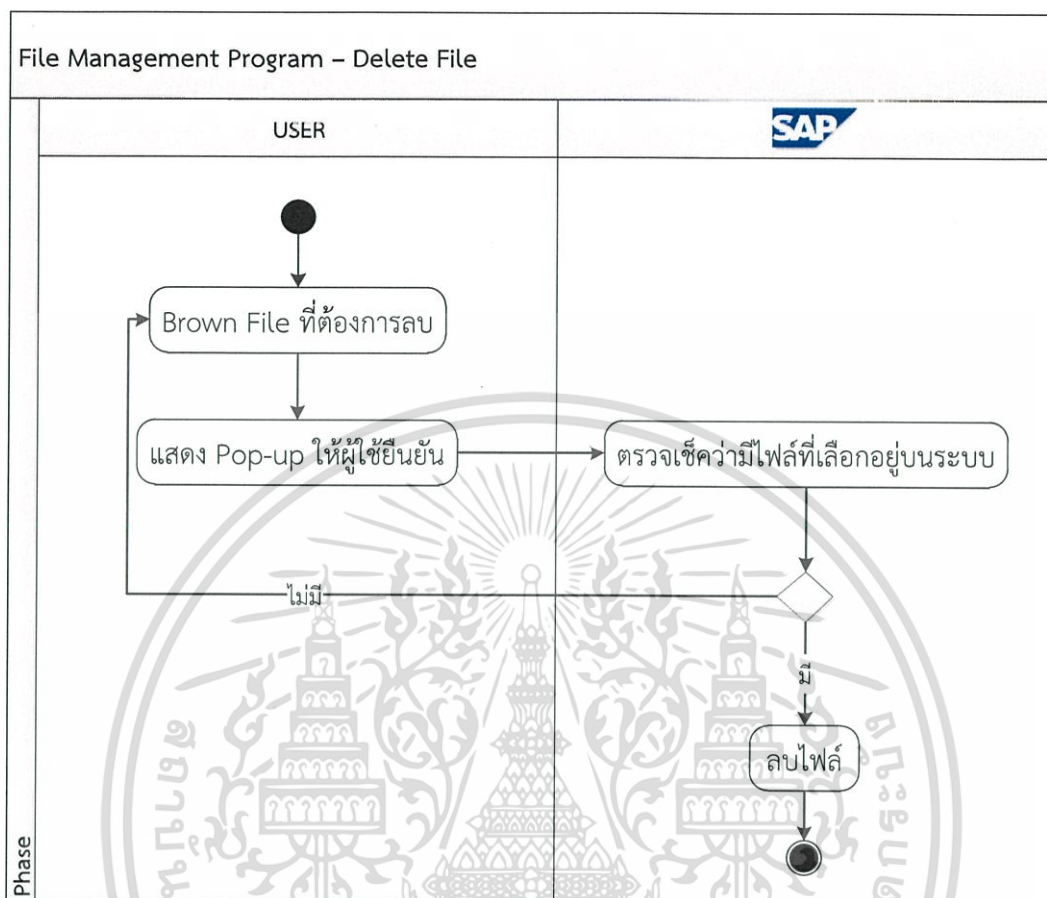 File Management Program – Delete File
USER
SAP
Brown File ที่ต้องการลบ
แสดง Pop-up ให้ผู้ใช้ยืนยัน
ตรวจเช็คว่ามีไฟล์ที่เลือกอยู่บนระบบ
ไม่มี
มี
ลบไฟล์
Phase